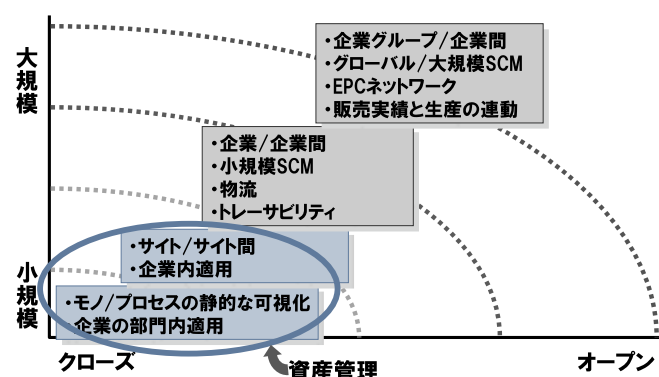 大規模
・企業グループ/企業間
・グローバル/大規模SCM
・EPCネットワーク
・販売実績と生産の連動
・企業/企業間
・小規模SCM
・物流
・トレーサビリティ
・サイト/サイト間
・企業内適用
小規模
・モノ/プロセスの静的な可視化
企業の部門内適用
クローズ
オープン
資産管理